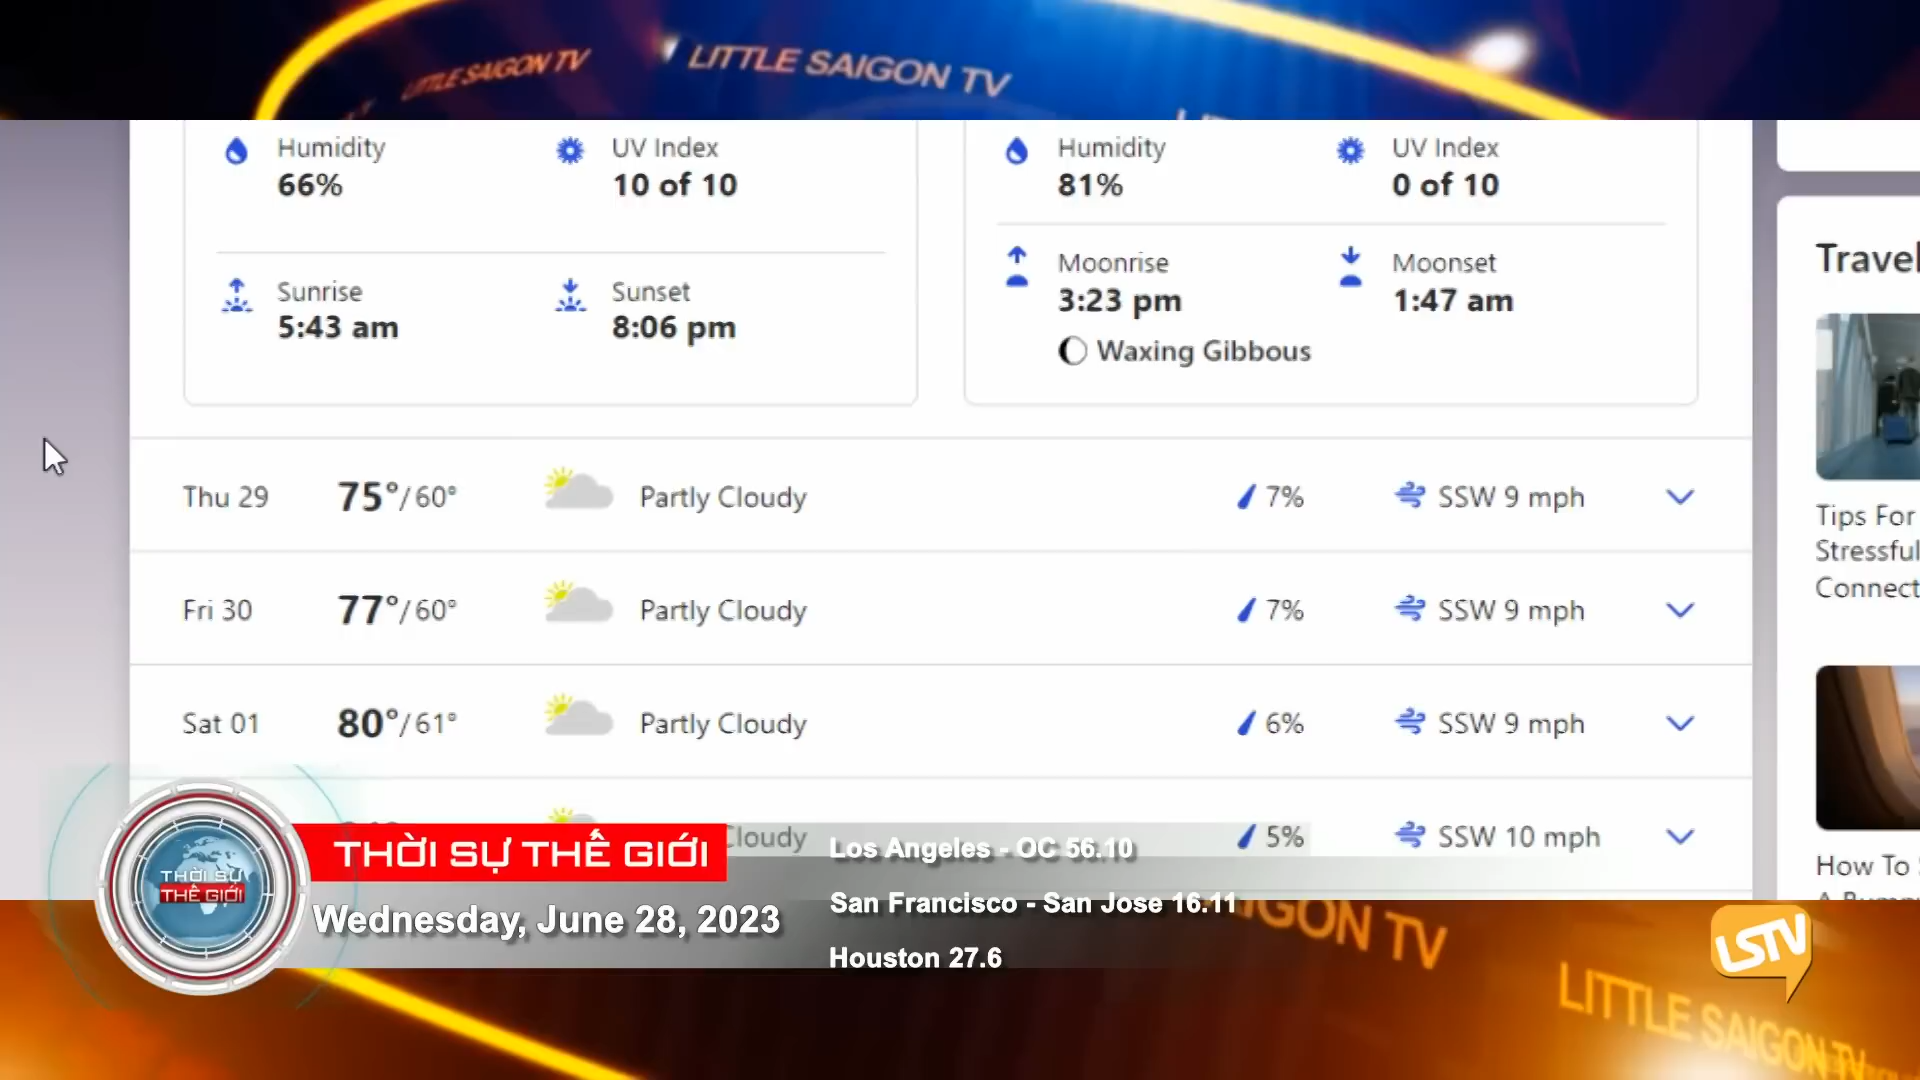 LITTLE SAIGON TV
LITTLE SAIGON TV
Humidity
66%
UV Index
10 of 10
Sunrise
5:43 am
Sunset
8:06 pm
Humidity
81%
UV Index
0 of 10
Moonrise
3:23 pm
Waxing Gibbous
Moonset
1:47 am
Thu 29 75°/60° Partly Cloudy 7% SSW 9 mph
Fri 30 77°/60° Partly Cloudy 7% SSW 9 mph
Sat 01 80°/61° Partly Cloudy 6% SSW 9 mph
Cloudy 5% SSW 10 mph
Travel
Tips For
Stressful
Connect
How To
THỜI SỰ
THẾ GIỚI
THỜI SỰ THẾ GIỚI
Wednesday, June 28, 2023
Los Angeles - OC 56.10
San Francisco - San Jose 16.11
Houston 27.6
IGON TV
LSTV
LITTLE SAIGON TV